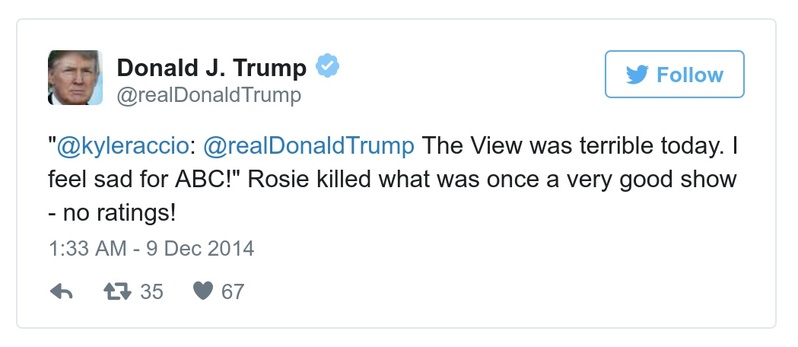 Donald J. Trump
@realDonaldTrump
Follow
"@kyleraccio: @realDonaldTrump The View was terrible today. I
feel sad for ABC!" Rosie killed what was once a very good show
- no ratings!
1:33 AM - 9 Dec 2014
35 67